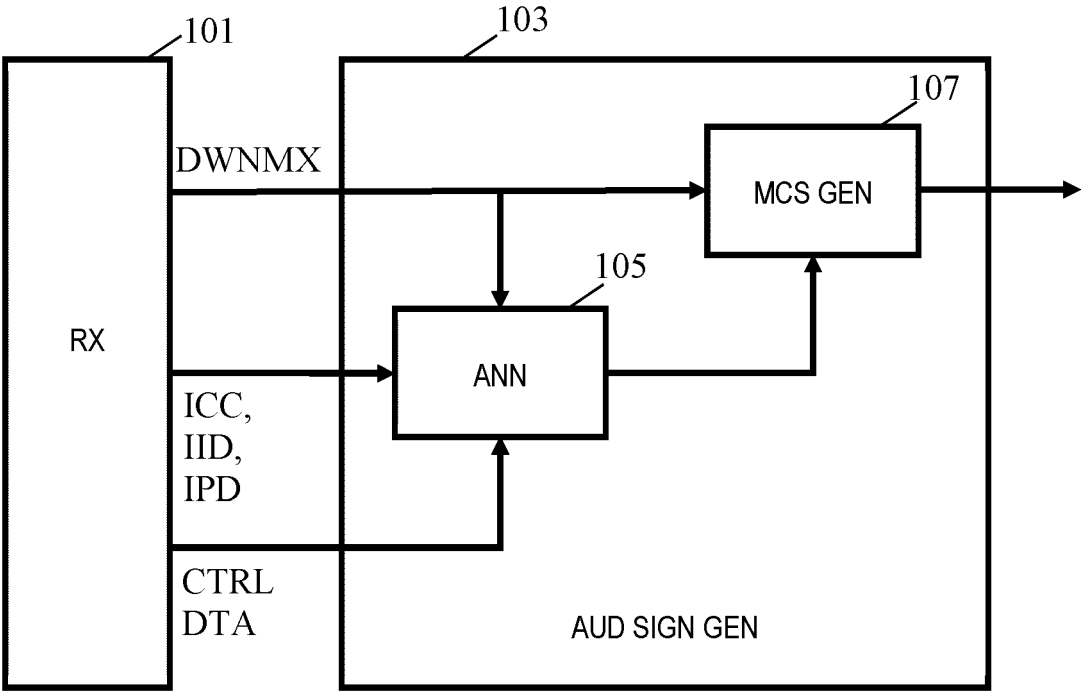 101
103
107
DWNMX
MCS GEN
105
RX
ANN
ICC,
IID,
IPD
CTRL
DTA
AUD SIGN GEN